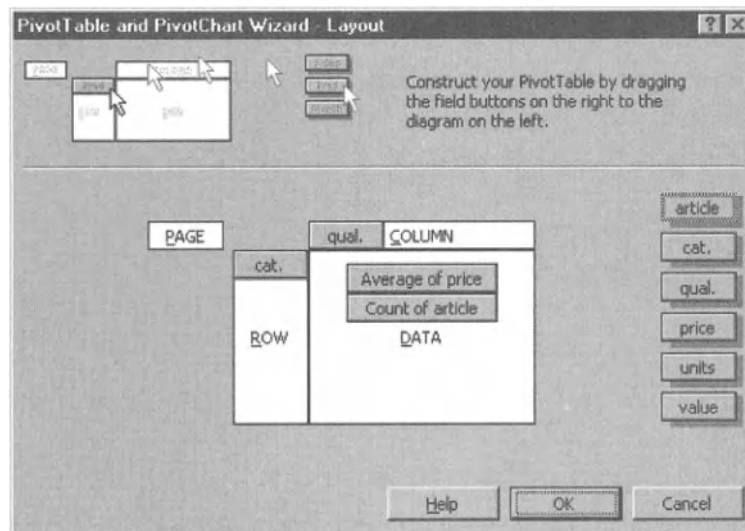 PivotTable and PivotChart Wizard - Layout
? X
PAGE
Construct your PivotTable by dragging
the field buttons on the right to the
diagram on the left.
article
PAGE
qual.
COLUMN
cat.
cat.
Average of price
qual.
Count of article
ROW
DATA
price
units
value
Help
OK
Cancel